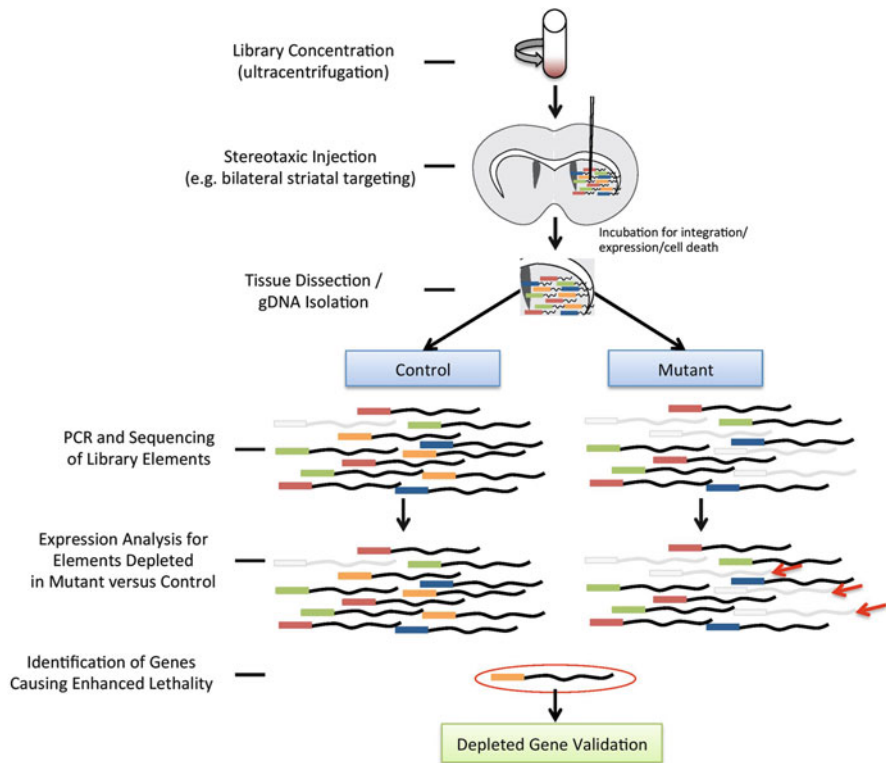 Library Concentration
(ultracentrifugation)
Stereotaxic Injection
(e.g. bilateral striatal targeting)
Incubation for integration/
expression/cell death
Tissue Dissection /
gDNA Isolation
Control
Mutant
PCR and Sequencing
of Library Elements
Expression Analysis for
Elements Depleted
in Mutant versus Control
Identification of Genes
Causing Enhanced Lethality
Depleted Gene Validation